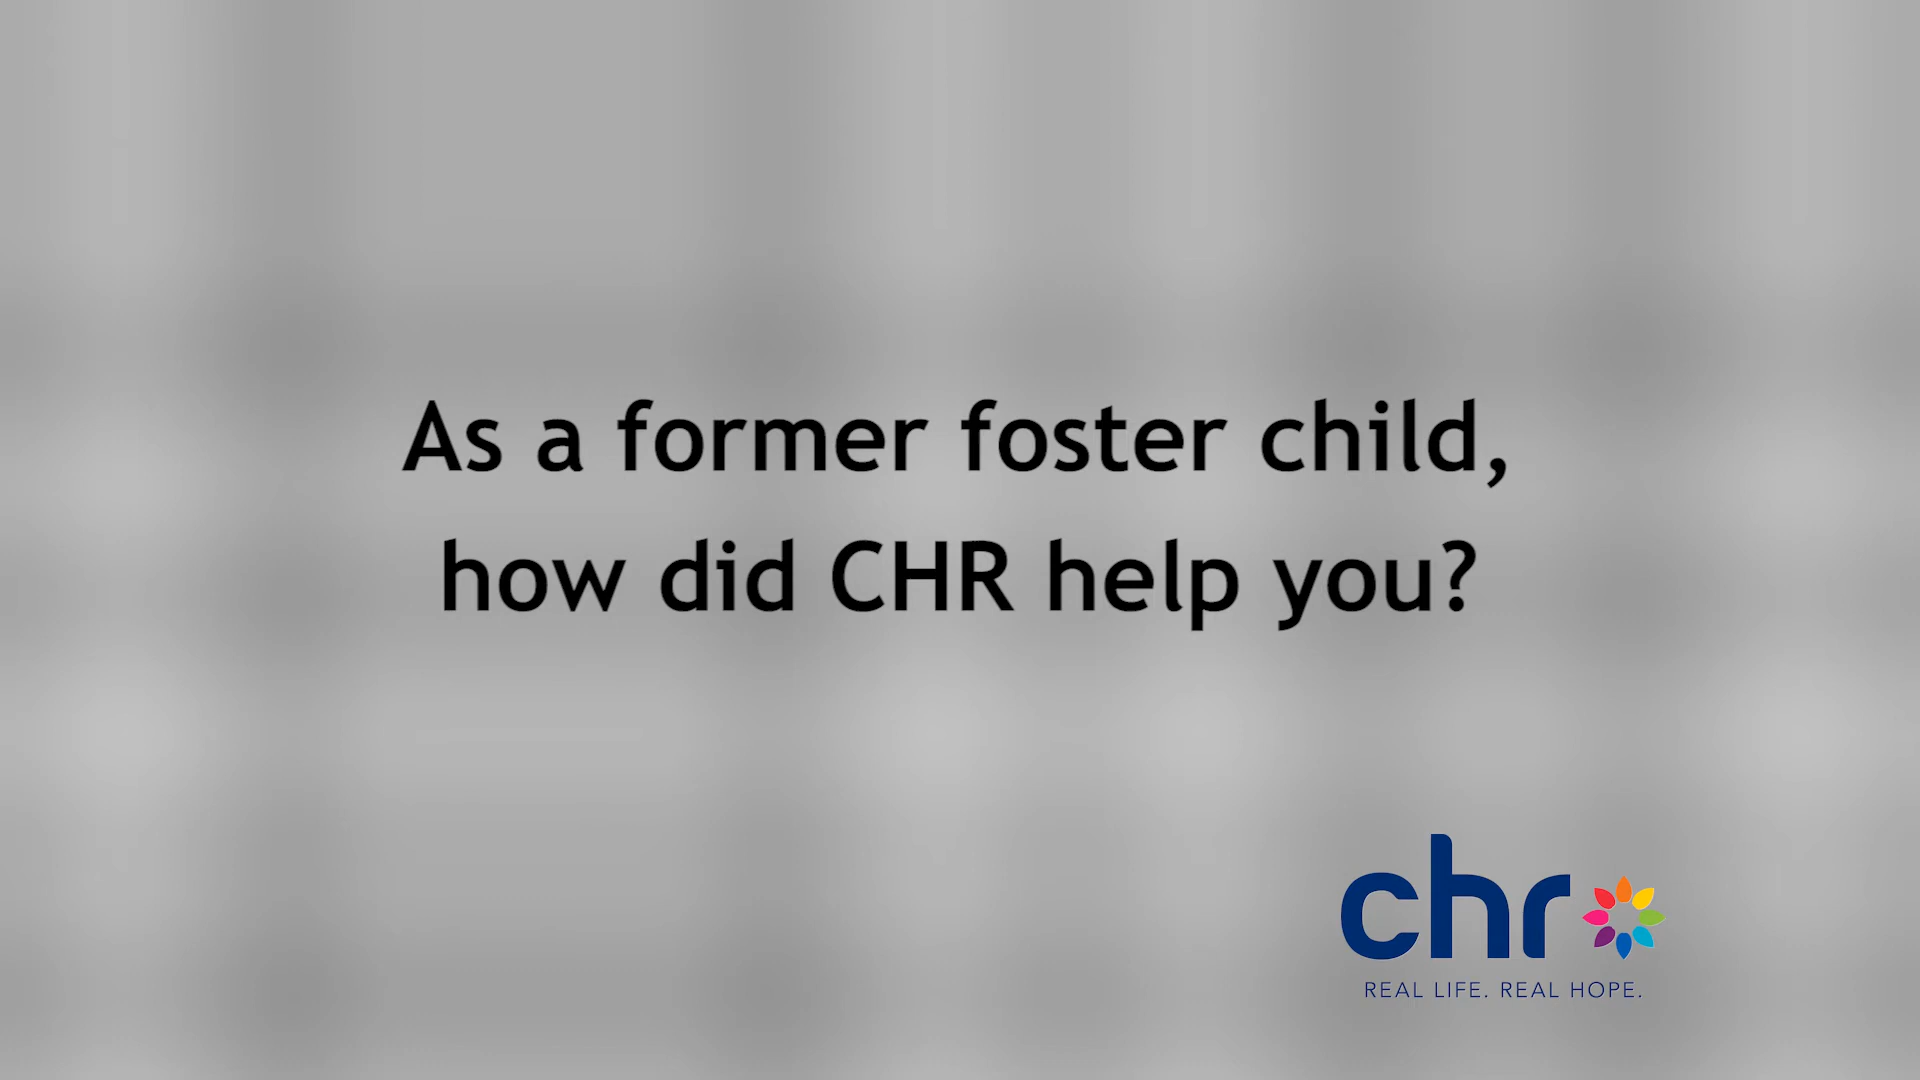 As a former foster child,
how did CHR help you?
chr
REAL LIFE. REAL HOPE.